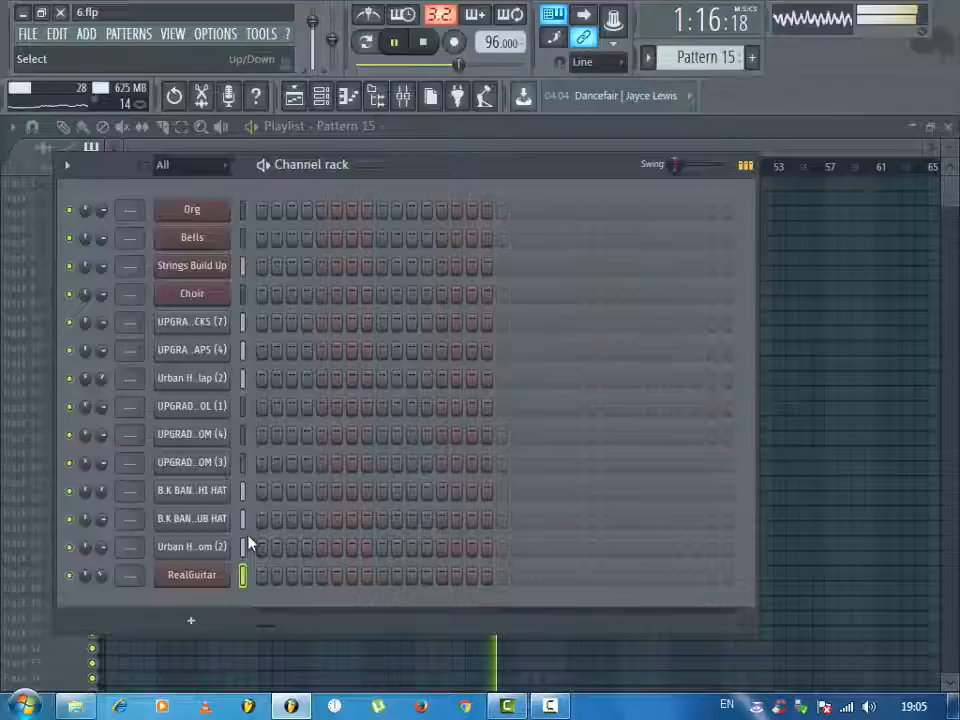 6.flp
FILE EDIT ADD PATTERNS VIEW OPTIONS TOOLS ?
Select Up/Down
3.2
96.000
1:16:18
M:S:CS
Line
Pattern 15
28
625 MB
14
04:04 Dancefair | Jayce Lewis
Playlist - Pattern 15
All
Channel rack
Swing
53 57 61 65
Org
Bells
Strings Build Up
Choir
UPGRA..CKS (7)
UPGRA..APS (4)
Urban H..lap (2)
UPGRAD..OL (1)
UPGRAD..OM (4)
UPGRAD..OM (3)
B.K BAN..HI HAT
B.K BAN..UB HAT
Urban H..om (2)
RealGuitar
+
EN
19:05